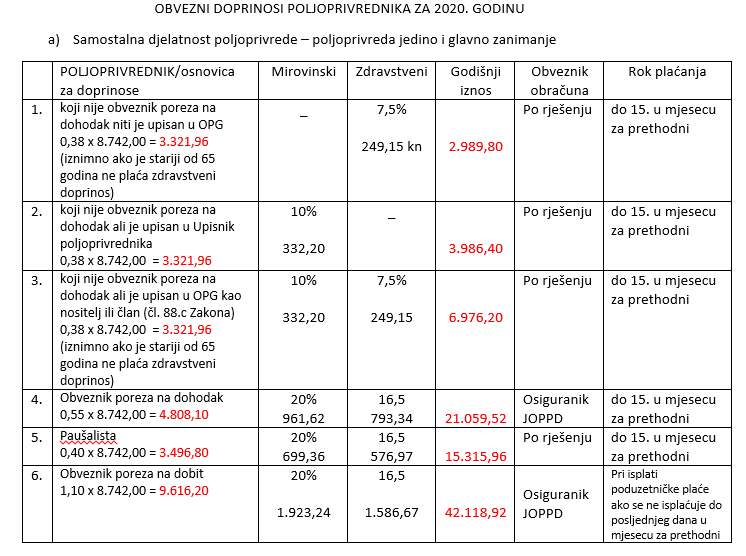 OBVEZNI DOPRINOSI POLJOPRIVREDNIKA ZA 2020. GODINU
a) Samostalna djelatnost poljoprivrede – poljoprivreda jedino i glavno zanimanje
POLJOPRIVREDNIK/osnovica za doprinose
Mirovinski
Zdravstveni
Godišnji iznos
Obveznik obračuna
Rok plaćanja
1.
koji nije obveznik poreza na
dohodak niti je upisan u OPG
0,38 x 8.742,00 = 3.321,96
(iznimno ako je stariji od 65
godina ne plaća zdravstveni
doprinos)
–
7,5%
249,15 kn
2.989,80
Po rješenju
do 15. u mjesecu
za prethodni
2.
koji nije obveznik poreza na
dohodak ali je upisan u Upisnik
poljoprivrednika
0,38 x 8.742,00 = 3.321,96
10%
332,20
–
3.986,40
Po rješenju
do 15. u mjesecu
za prethodni
3.
koji nije obveznik poreza na
dohodak ali je upisan u OPG kao
nositelj ili član (čl. 88.c Zakona)
0,38 x 8.742,00 = 3.321,96
(iznimno ako je stariji od 65
godina ne plaća zdravstveni
doprinos)
10%
332,20
7,5%
249,15
6.976,20
Po rješenju
do 15. u mjesecu
za prethodni
4.
Obveznik poreza na dohodak
0,55 x 8.742,00 = 4.808,10
20%
961,62
16,5
793,34
21.059,52
Osiguranik
JOPPD
do 15. u mjesecu
za prethodni
5.
Paušalista
0,40 x 8.742,00 = 3.496,80
20%
699,36
16,5
576,97
15.315,96
Po rješenju
do 15. u mjesecu
za prethodni
6.
Obveznik poreza na dobit
1,10 x 8.742,00 = 9.616,20
20%
1.923,24
16,5
1.586,67
42.118,92
Osiguranik
JOPPD
Pri isplati
poduzetničke plaće
ako se ne isplaćuje do
posljednjeg dana u
mjesecu za prethodni